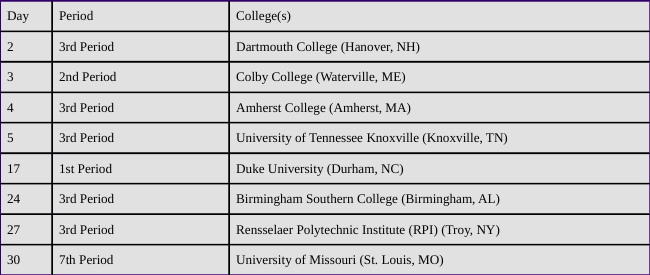 Day Period College(s)
2 3rd Period Dartmouth College (Hanover, NH)
3 2nd Period Colby College (Waterville, ME)
4 3rd Period Amherst College (Amherst, MA)
5 3rd Period University of Tennessee Knoxville (Knoxville, TN)
17 1st Period Duke University (Durham, NC)
24 3rd Period Birmingham Southern College (Birmingham, AL)
27 3rd Period Rensselaer Polytechnic Institute (RPI) (Troy, NY)
30 7th Period University of Missouri (St. Louis, MO)